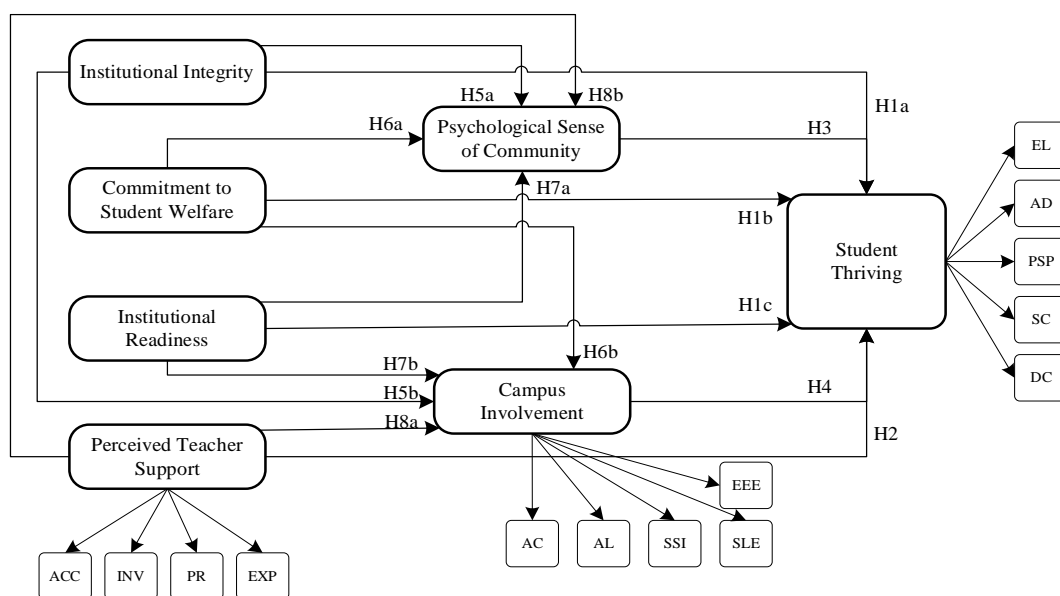 Institutional Integrity
H5a
H8b
H1a
H6a
Psychological Sense
of Community
H3
EL
Commitment to
Student Welfare
H7a
H1b
AD
Student
Thriving
PSP
Institutional
Readiness
H1c
SC
H7b
H6b
DC
H5b
Campus
Involvement
H4
H8a
Perceived Teacher
Support
H2
EEE
AC
AL
SSI
SLE
ACC
INV
PR
EXP